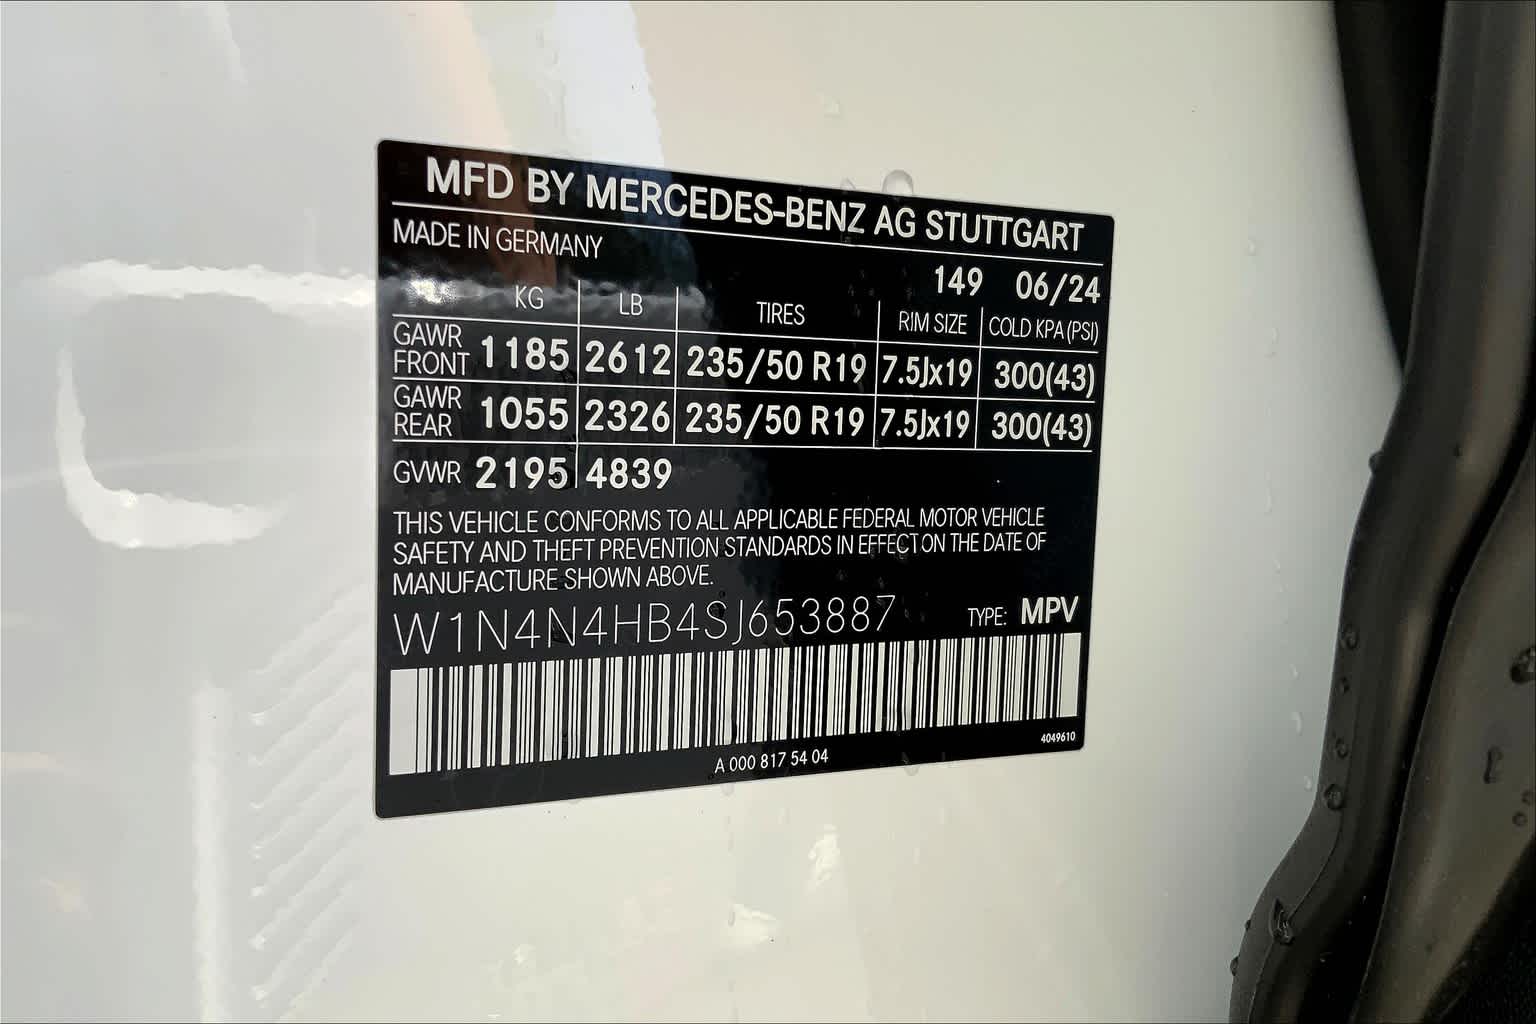 MFD BY MERCEDES-BENZ AG STUTTGART
MADE IN GERMANY
149 06/24
KG LB TIRES RIM SIZE COLD KPA (PSI)
GAWR FRONT 1185 2612 235/50 R19 7.5Jx19 300(43)
GAWR REAR 1055 2326 235/50 R19 7.5Jx19 300(43)
GVWR 2195 4839
THIS VEHICLE CONFORMS TO ALL APPLICABLE FEDERAL MOTOR VEHICLE
SAFETY AND THEFT PREVENTION STANDARDS IN EFFECT ON THE DATE OF
MANUFACTURE SHOWN ABOVE.
W1N4N4HB4SJ653887 TYPE: MPV
4049610
A 000 817 54 04